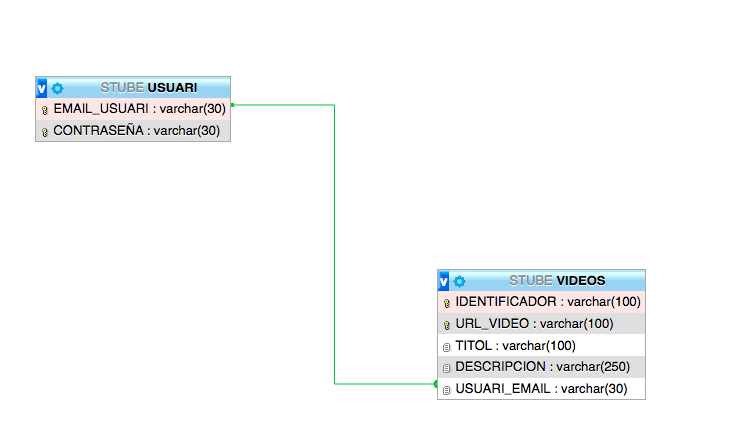 v STUBE USUARI
EMAIL_USUARI : varchar(30)
CONTRASEÑA : varchar(30)
v STUBE VIDEOS
IDENTIFICADOR : varchar(100)
URL_VIDEO : varchar(100)
TITOL : varchar(100)
DESCRIPCION : varchar(250)
USUARI_EMAIL : varchar(30)